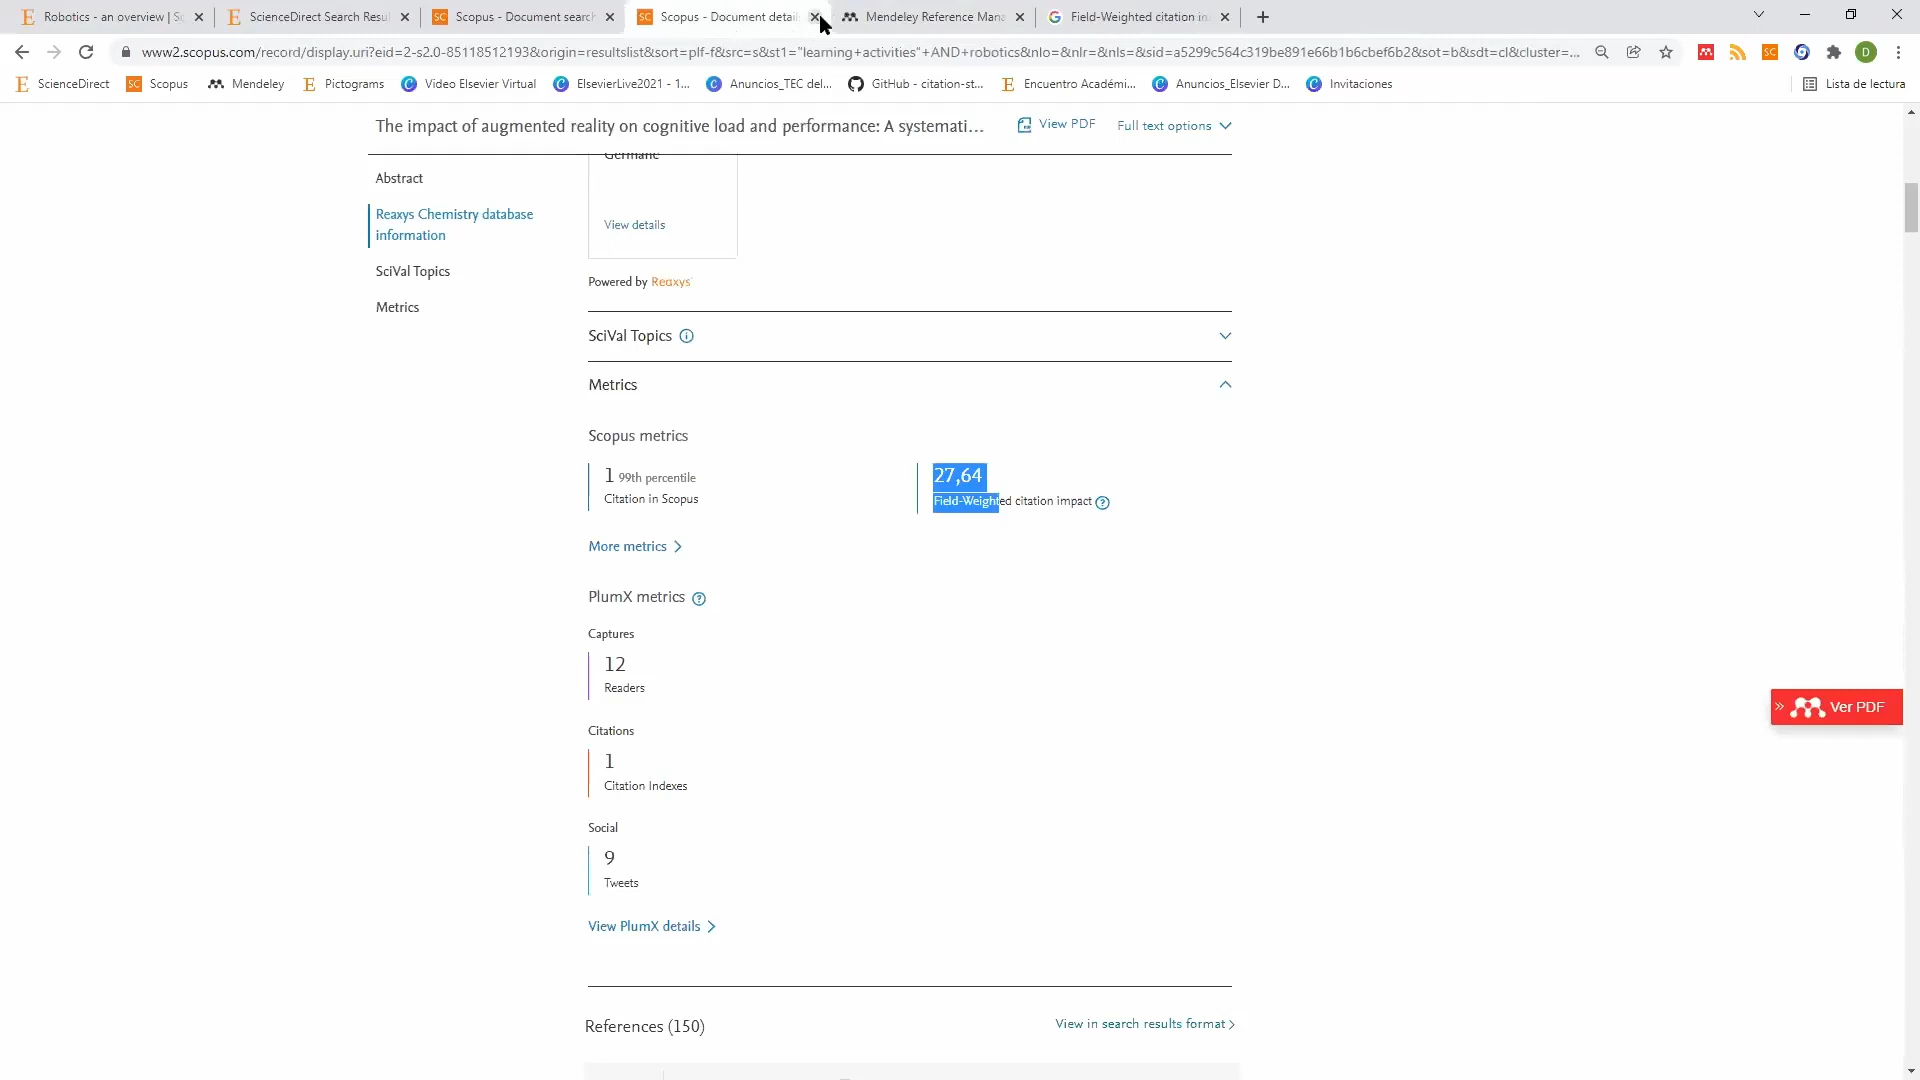 Robotics - an overview | Sc
ScienceDirect Search Resul
Scopus - Document search
Scopus - Document detail
Mendeley Reference Mana
Field-Weighted citation in
www2.scopus.com/record/display.uri?eid=2-s2.0-85118512193&origin=resultslist&sort=plf-f&src=s&st1="learning+activities"+AND+robotics&nlo=&nlr=&nls=&sid=a5299c564c319be891e66b1b6cbef6b2&sot=b&sdt=cl&cluster=...
ScienceDirect
Scopus
Mendeley
Pictograms
Video Elsevier Virtual
ElsevierLive2021 - 1...
Anuncios_TEC del...
GitHub - citation-st...
Encuentro Académi...
Anuncios_Elsevier D...
Invitaciones
Lista de lectura
The impact of augmented reality on cognitive load and performance: A systemati...
View PDF
Full text options
Germane
Abstract
Reaxys Chemistry database
information
SciVal Topics
Metrics
View details
Powered by Reaxys
SciVal Topics
Metrics
Scopus metrics
1 99th percentile
Citation in Scopus
27,64
Field-Weighted citation impact
More metrics
PlumX metrics
Captures
12
Readers
Citations
1
Citation Indexes
Social
9
Tweets
View PlumX details
Ver PDF
References (150)
View in search results format